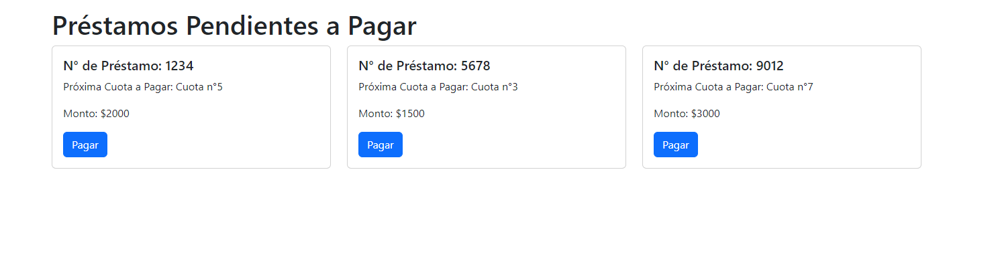 Préstamos Pendientes a Pagar
N° de Préstamo: 1234
Próxima Cuota a Pagar: Cuota n°5
Monto: $2000
Pagar
N° de Préstamo: 5678
Próxima Cuota a Pagar: Cuota n°3
Monto: $1500
Pagar
N° de Préstamo: 9012
Próxima Cuota a Pagar: Cuota n°7
Monto: $3000
Pagar